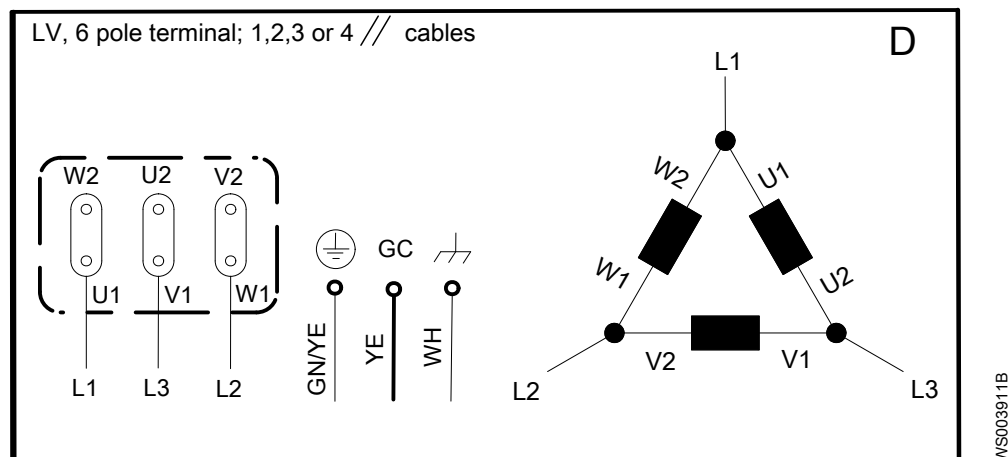 LV, 6 pole terminal; 1,2,3 or 4 // cables
D
W2 U2 V2
U1 V1 W1
L1 L3 L2
GC
GN/YE YE WH
L1
W2 U1
W1 U2
V2 V1
L2 L3
WS003911B